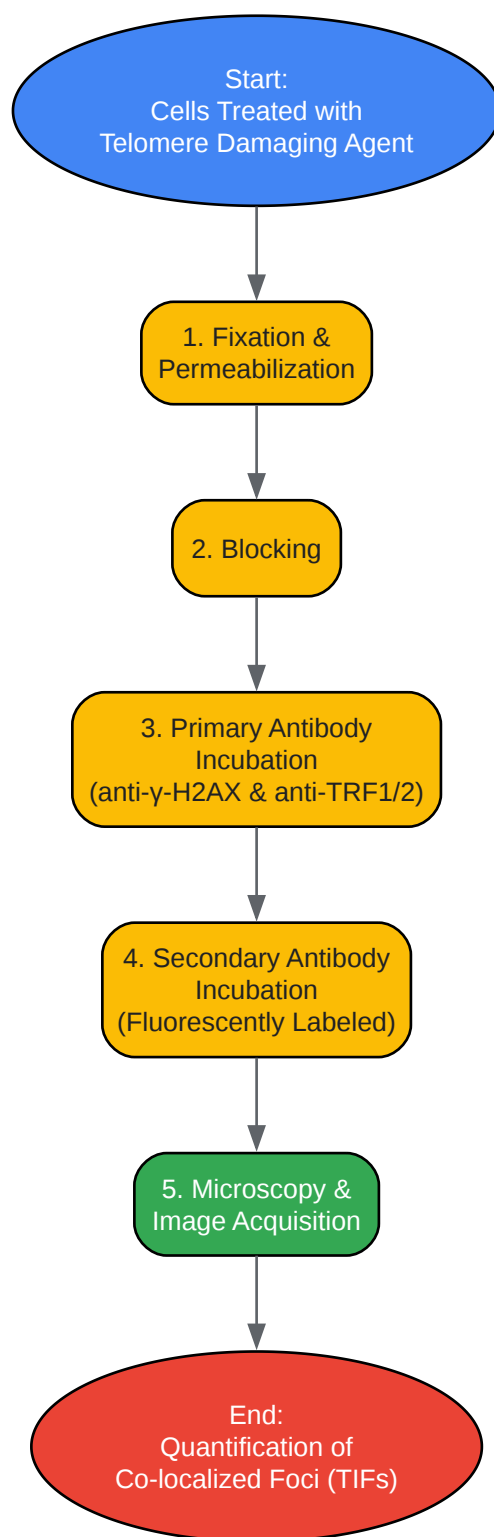 Start:
Cells Treated with
Telomere Damaging Agent
1. Fixation &
Permeabilization
2. Blocking
3. Primary Antibody
Incubation
(anti-γ-H2AX & anti-TRF1/2)
4. Secondary Antibody
Incubation
(Fluorescently Labeled)
5. Microscopy &
Image Acquisition
End:
Quantification of
Co-localized Foci (TIFs)